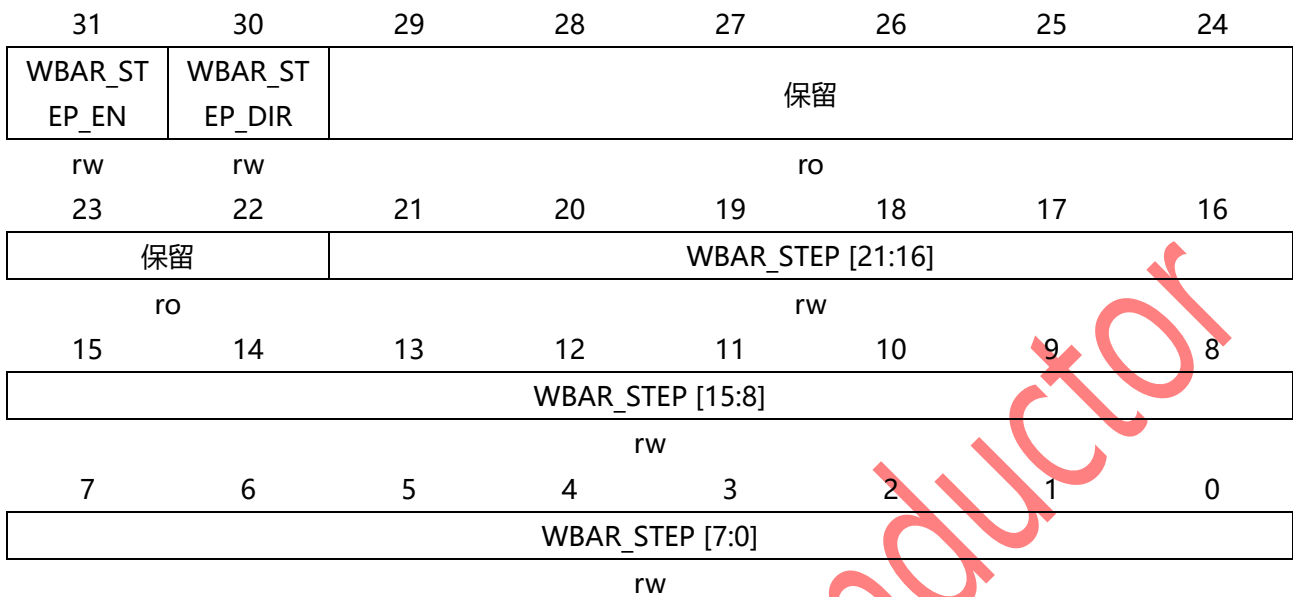 31 30 29 28 27 26 25 24
WBAR_ST WBAR_ST 保留
EP_EN EP_DIR
rw rw ro
23 22 21 20 19 18 17 16
保留 WBAR_STEP [21:16]
ro rw
15 14 13 12 11 10 9 8
WBAR_STEP [15:8]
rw
7 6 5 4 3 2 1 0
WBAR_STEP [7:0]
rw
ductor